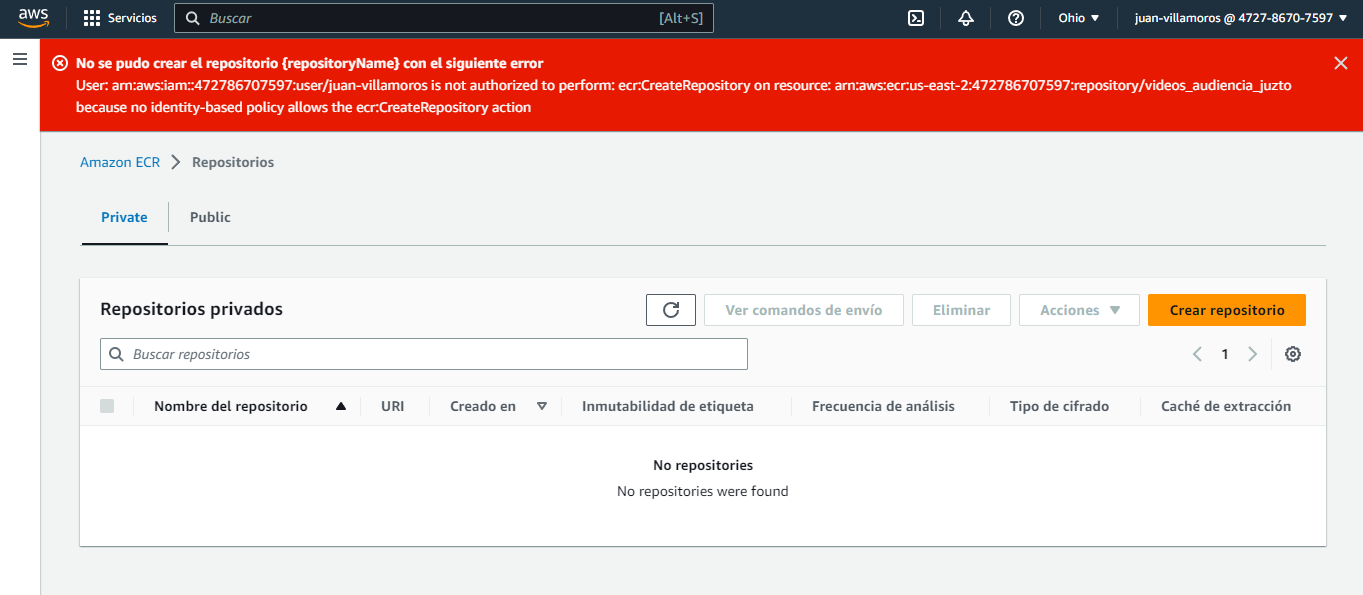 aws
Servicios
Buscar
[Alt+S]
Ohio ▼
juan-villamoros @ 4727-8670-7597 ▼
No se pudo crear el repositorio {repositoryName} con el siguiente error
User: arn:aws:iam::472786707597:user/juan-villamoros is not authorized to perform: ecr:CreateRepository on resource: arn:aws:ecr:us-east-2:472786707597:repository/videos_audiencia_juzto
because no identity-based policy allows the ecr:CreateRepository action
Amazon ECR > Repositorios
Private
Public
Repositorios privados
Ver comandos de envío
Eliminar
Acciones ▼
Crear repositorio
Buscar repositorios
1
Nombre del repositorio ▲
URI
Creado en ▽
Inmutabilidad de etiqueta
Frecuencia de análisis
Tipo de cifrado
Caché de extracción
No repositories
No repositories were found